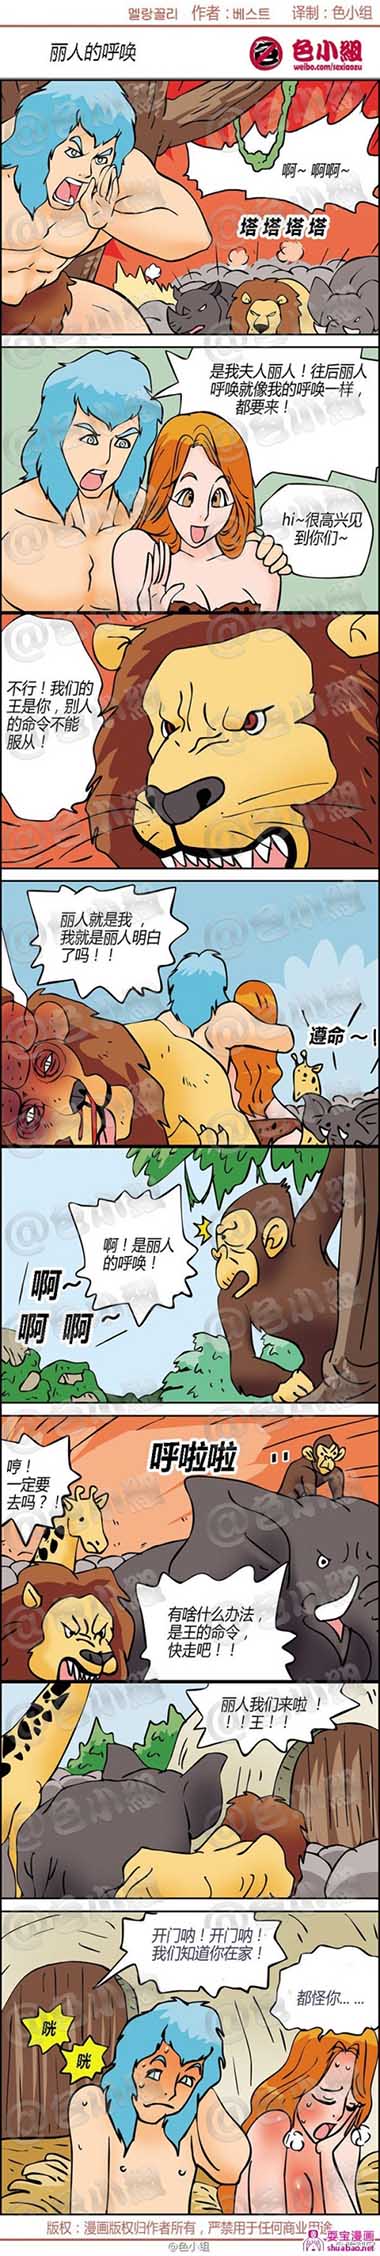 멜랑꼴리 作者：베스트 译制：色小组
丽人的呼唤
色小組
weibo.com/sexiaozu
啊~ 啊啊~
塔 塔 塔 塔
是我夫人丽人！往后丽人
呼唤就像我的呼唤一样，
都要来！
hi~很高兴见
到你们~
不行！我们的
王是你，别人
的命令不能
服从！
丽人就是我，
我就是丽人明白
了吗！！
遵命 ~！
啊！是丽人
的呼唤！
啊~
啊 啊~
呼啦啦
哼！
一定要
去吗？！
有啥什么办法，
是王的命令，
快走吧！！
丽人我们来啦！
！！王！！
开门呐！开门呐！
我们知道你在家！
都怪你... ...
咣
咣
版权：漫画版权归作者所有，严禁用于任何商业用途
@色小组
耍宝漫画
shuabao.net